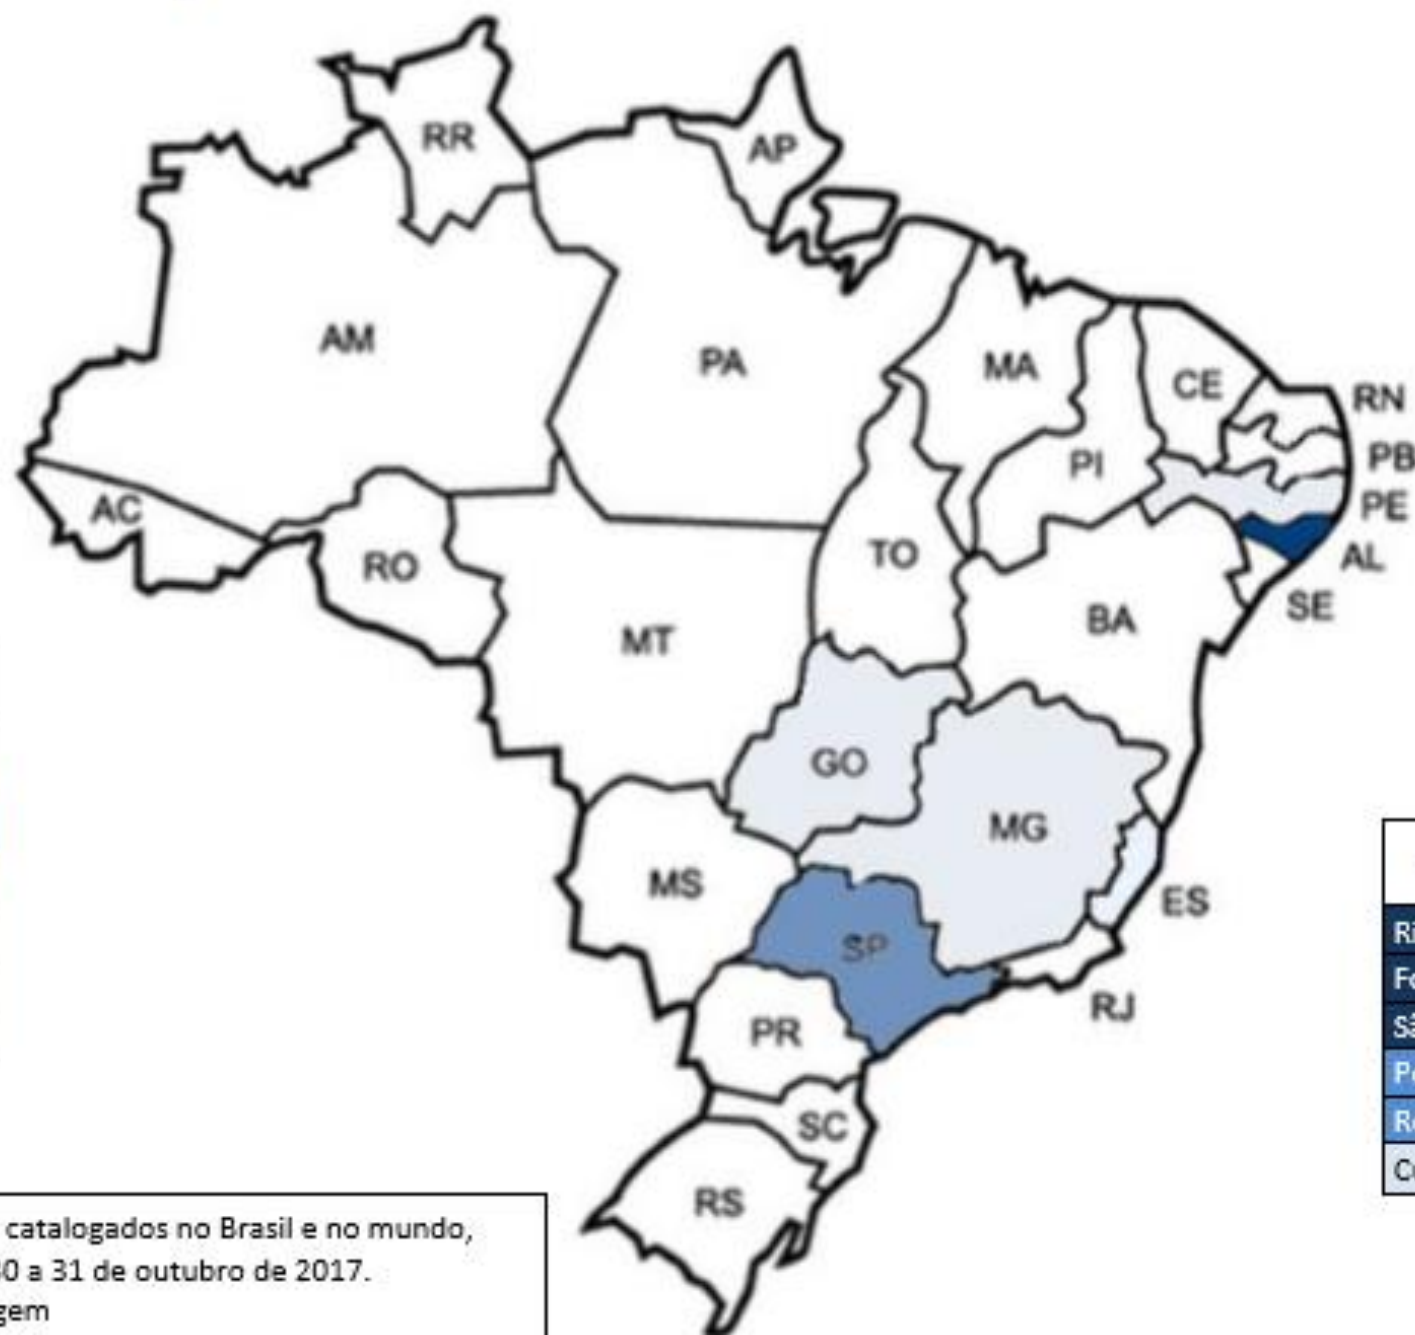 RR
AP
AM
PA
MA
CE
RN
PB
PI
PE
AC
TO
AL
RO
BA
SE
MT
GO
MG
MS
ES
SP
RJ
PR
SC
RS
catalogados no Brasil e no mundo,
0 a 31 de outubro de 2017.